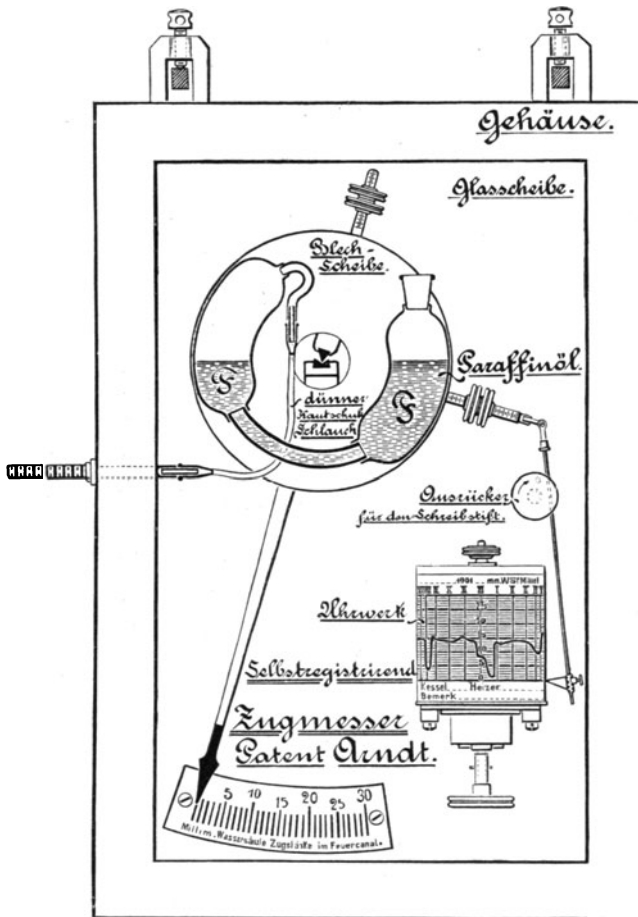 Gehäuse.
Glasscheibe.
Blech-
scheibe.
Paraffinöl.
F
F
dünner
Kautschuk
Schlauch
Ausrücker
für den Schreibstift.
1901 mm.WS
Uhrwerk
Selbstregistrirend
Kessel Heizer
Bemerk
Zugmesser
Patent Arndt.
5 10 15 20 25 30
Millim. Wassersäule Zugstärke im Feuercanal.